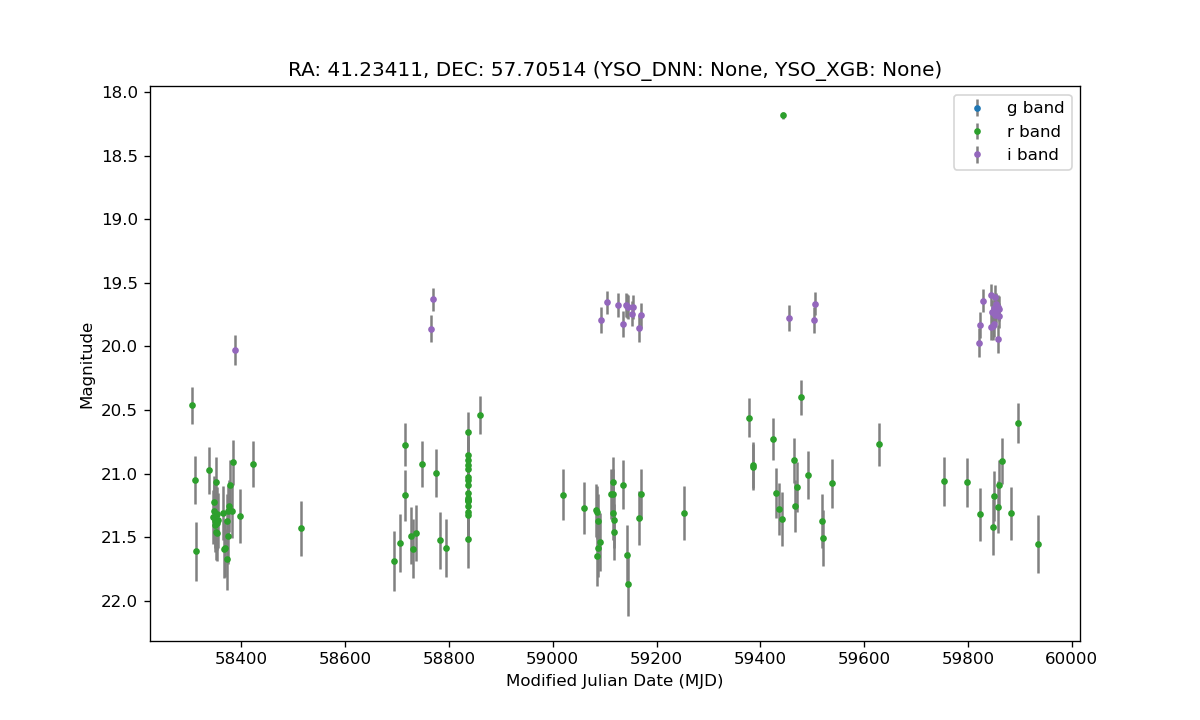 RA: 41.23411, DEC: 57.70514 (YSO_DNN: None, YSO_XGB: None)
18.0
18.5
19.0
19.5
20.0
20.5
21.0
21.5
22.0
Magnitude
g band
r band
i band
58400 58600 58800 59000 59200 59400 59600 59800 60000
Modified Julian Date (MJD)